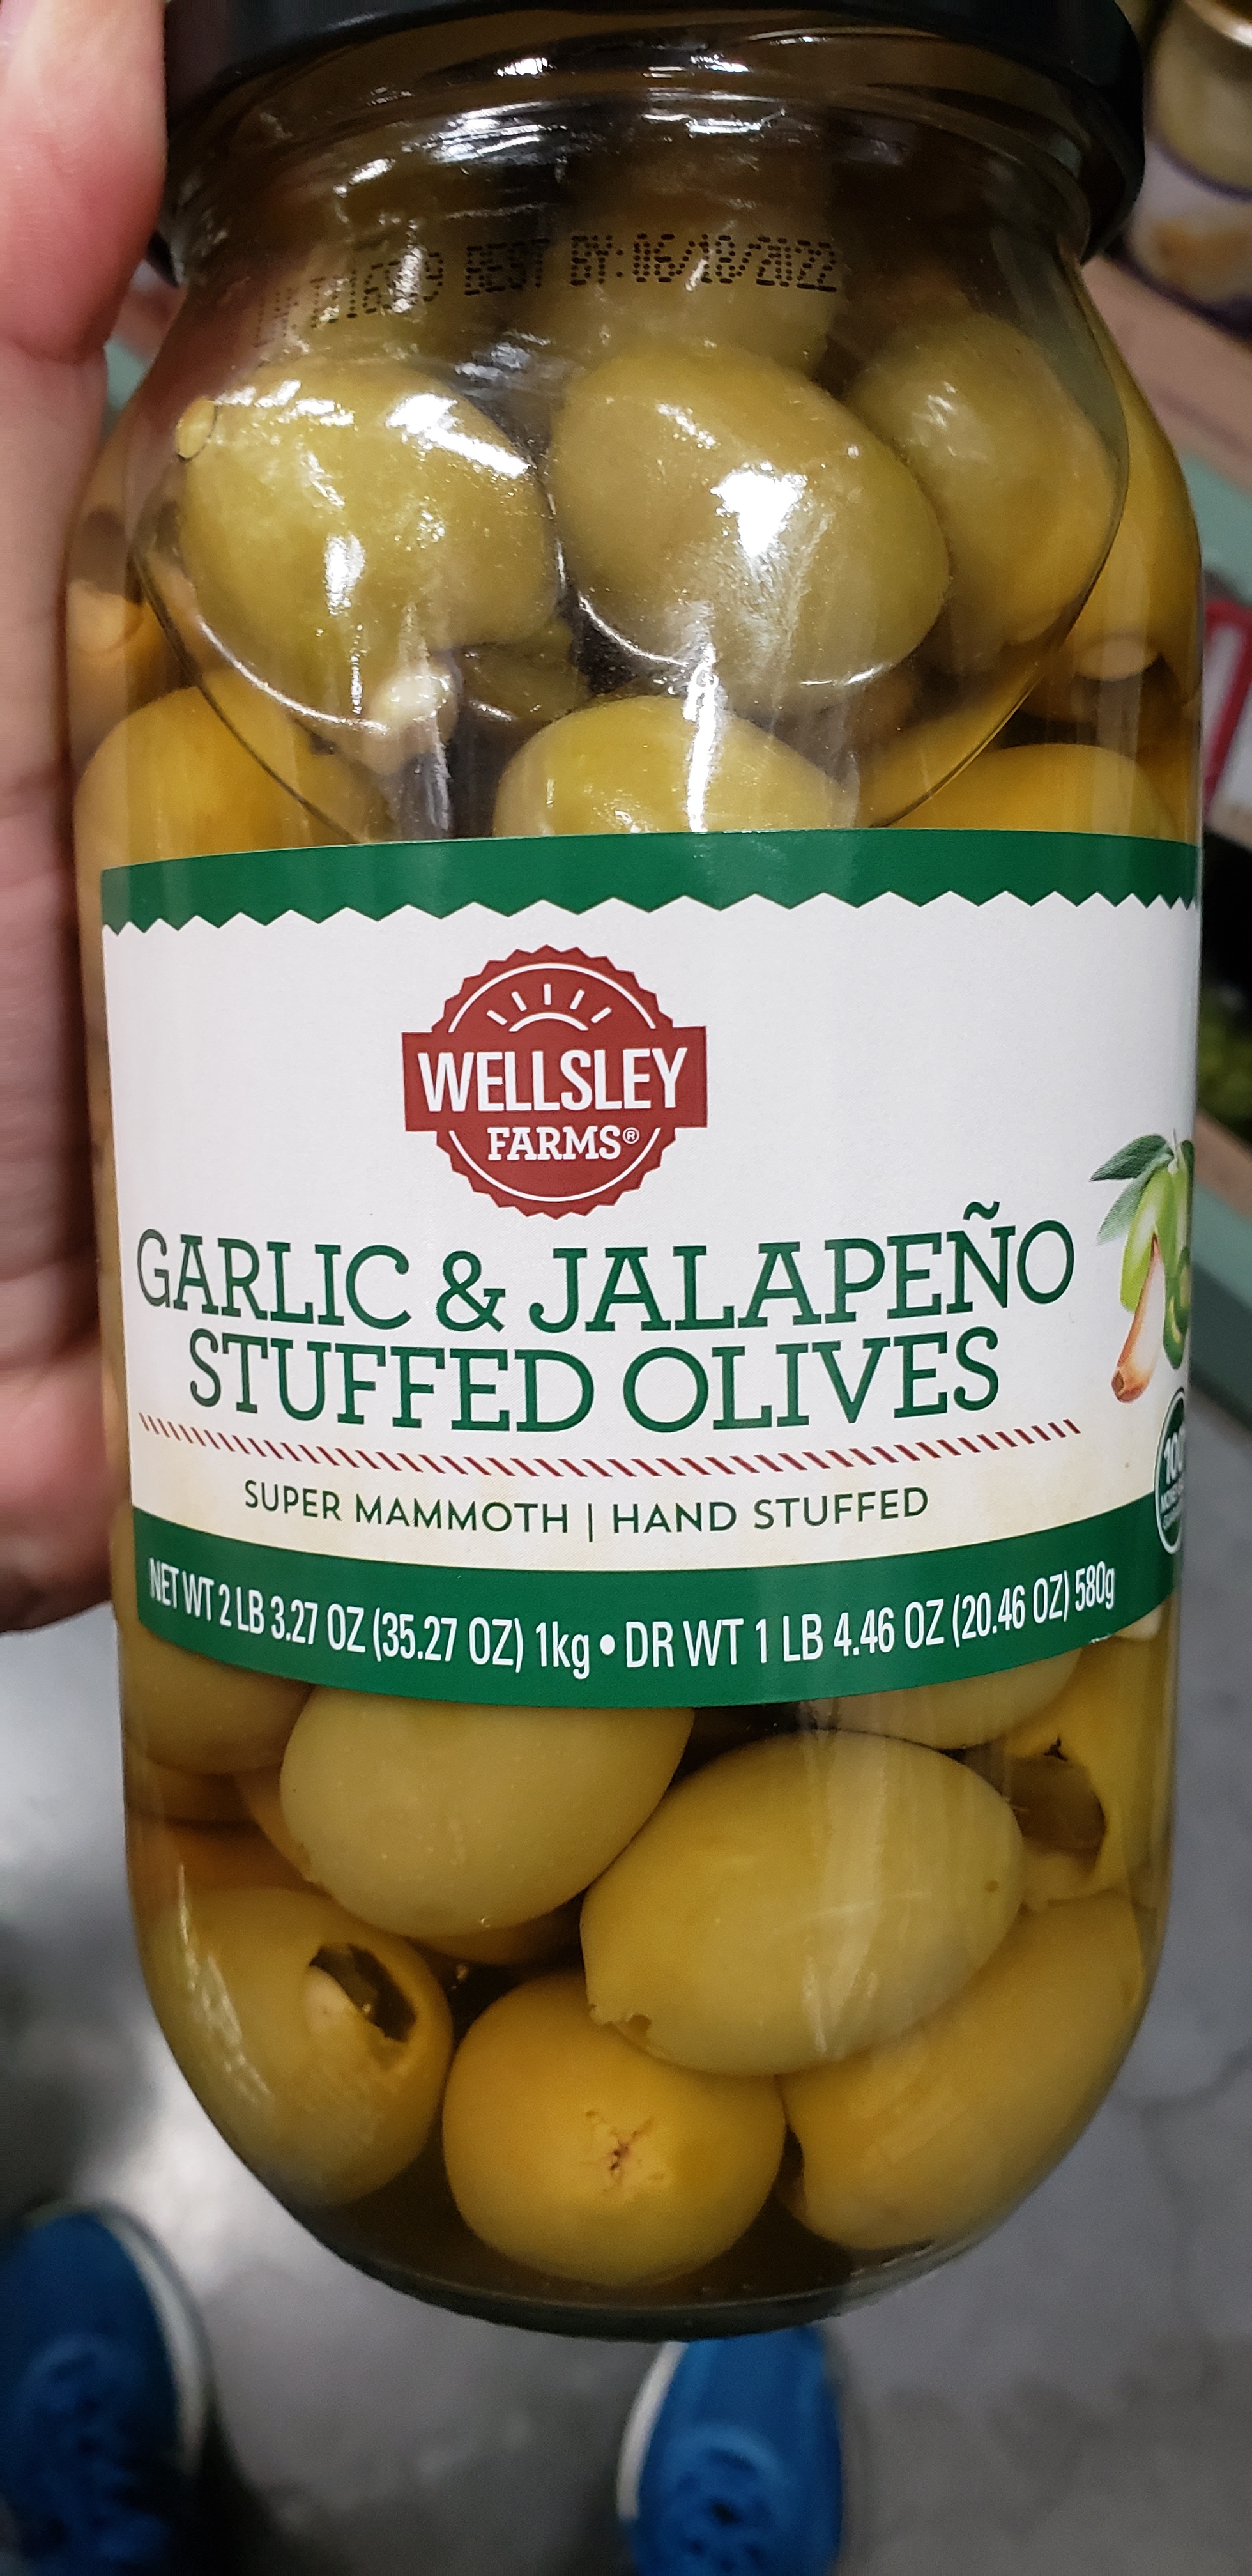 BEST BY:06/18/2022
WELLSLEY
FARMS®
GARLIC & JALAPEÑO
STUFFED OLIVES
SUPER MAMMOTH | HAND STUFFED
NET WT 2 LB 3.27 OZ (35.27 OZ) 1kg • DR WT 1 LB 4.46 OZ (20.46 OZ) 580g